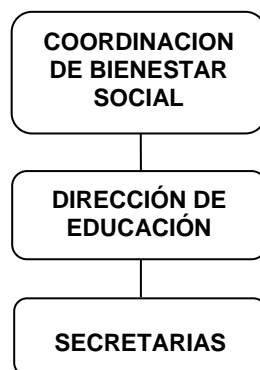 COORDINACION
DE BIENESTAR
SOCIAL
DIRECCIÓN DE
EDUCACIÓN
SECRETARIAS